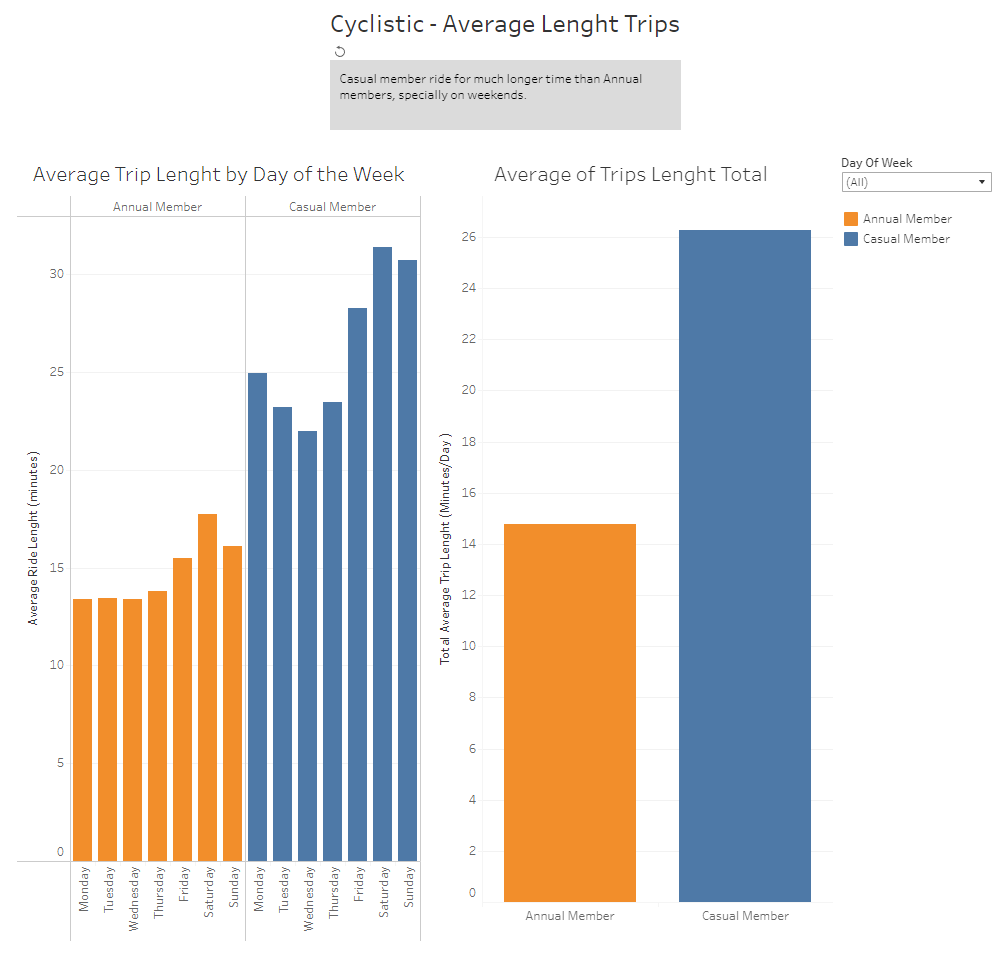 Cyclistic - Average Lenght Trips
Casual member ride for much longer time than Annual
members, specially on weekends.
Average Trip Lenght by Day of the Week
Annual Member
Casual Member
Average Ride Lenght (minutes)
30
25
20
15
10
5
0
Monday
Tuesday
Wednesday
Thursday
Friday
Saturday
Sunday
Monday
Tuesday
Wednesday
Thursday
Friday
Saturday
Sunday
Average of Trips Lenght Total
Total Average Trip Lenght (Minutes/Day )
26
24
22
20
18
16
14
12
10
8
6
4
2
0
Annual Member
Casual Member
Day Of Week
(All)
Annual Member
Casual Member